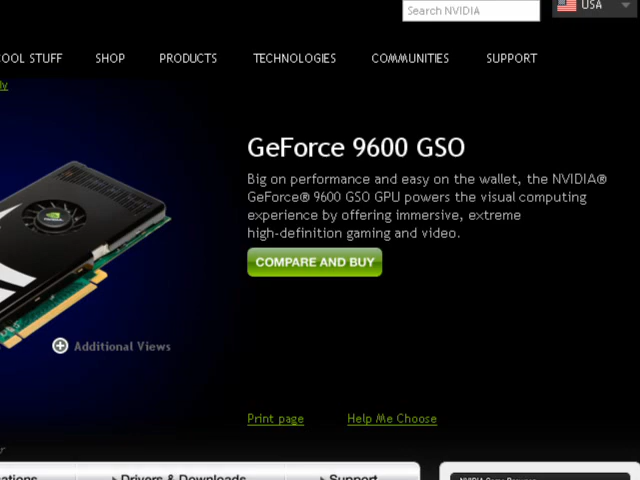 Search NVIDIA
USA
COOL STUFF SHOP PRODUCTS TECHNOLOGIES COMMUNITIES SUPPORT
GeForce 9600 GSO
Big on performance and easy on the wallet, the NVIDIA®
GeForce® 9600 GSO GPU powers the visual computing
experience by offering immersive, extreme
high-definition gaming and video.
COMPARE AND BUY
Additional Views
Print page Help Me Choose
Drivers & Downloads Support